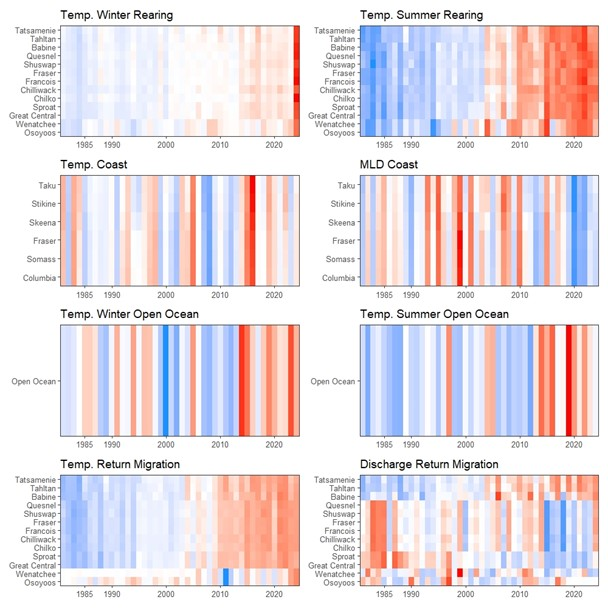 Temp. Winter Rearing
Tatsamenie
Tahltan
Babine
Quesnel
Shuswap
Fraser
Francois
Chilliwack
Chilko
Sproat
Great Central
Wenatchee
Osoyoos
1985 1990 2000 2010 2020
Temp. Summer Rearing
Tatsamenie
Tahltan
Babine
Quesnel
Shuswap
Fraser
Francois
Chilliwack
Chilko
Sproat
Great Central
Wenatchee
Osoyoos
1985 1990 2000 2010 2020
Temp. Coast
Taku
Stikine
Skeena
Fraser
Somass
Columbia
1985 1990 2000 2010 2020
MLD Coast
Taku
Stikine
Skeena
Fraser
Somass
Columbia
1985 1990 2000 2010 2020
Temp. Winter Open Ocean
Open Ocean
1985 1990 2000 2010 2020
Temp. Summer Open Ocean
Open Ocean
1985 1990 2000 2010 2020
Temp. Return Migration
Tatsamenie
Tahltan
Babine
Quesnel
Shuswap
Fraser
Francois
Chilliwack
Chilko
Sproat
Great Central
Wenatchee
Osoyoos
1985 1990 2000 2010 2020
Discharge Return Migration
Tatsamenie
Tahltan
Babine
Quesnel
Shuswap
Fraser
Francois
Chilliwack
Chilko
Sproat
Great Central
Wenatchee
Osoyoos
1985 1990 2000 2010 2020